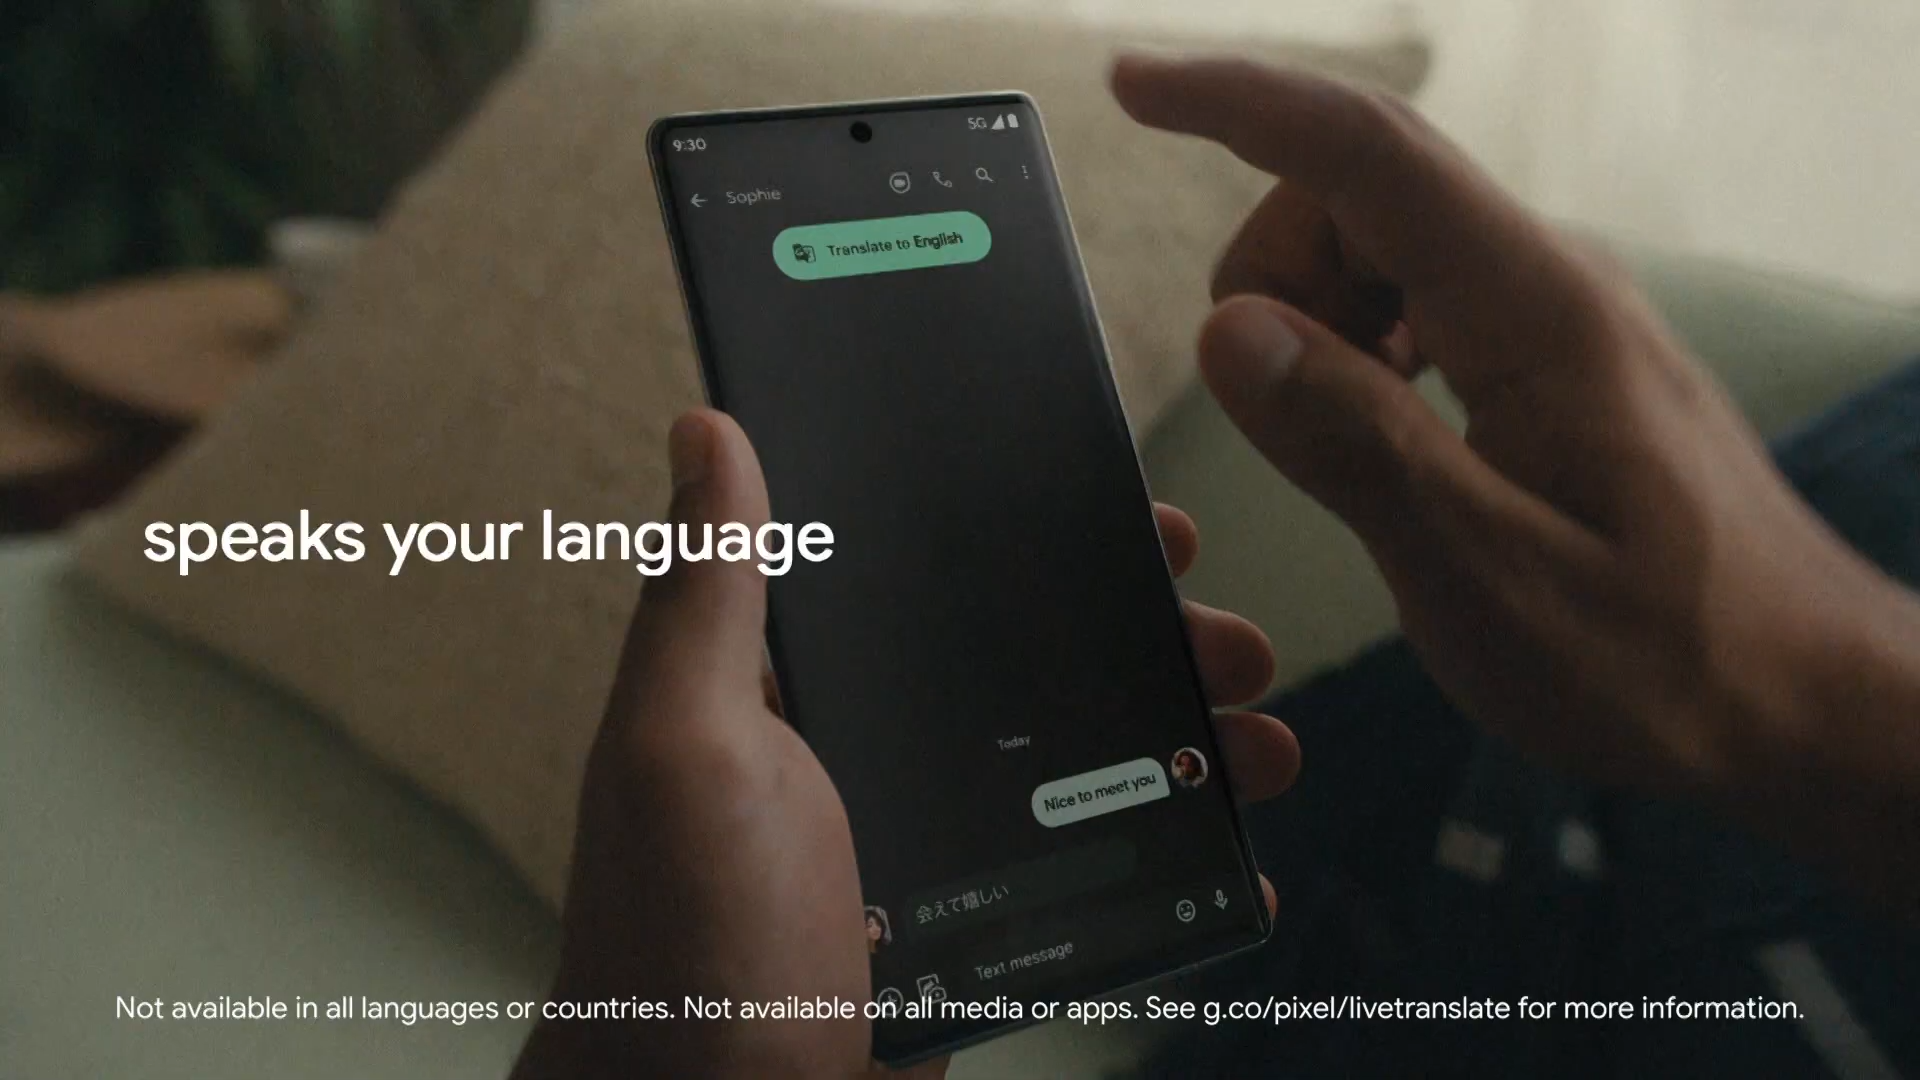 9:30
5G
Sophie
Translate to English
speaks your language
Today
Nice to meet you
会えて嬉しい
Text message
Not available in all languages or countries. Not available on all media or apps. See g.co/pixel/livetranslate for more information.